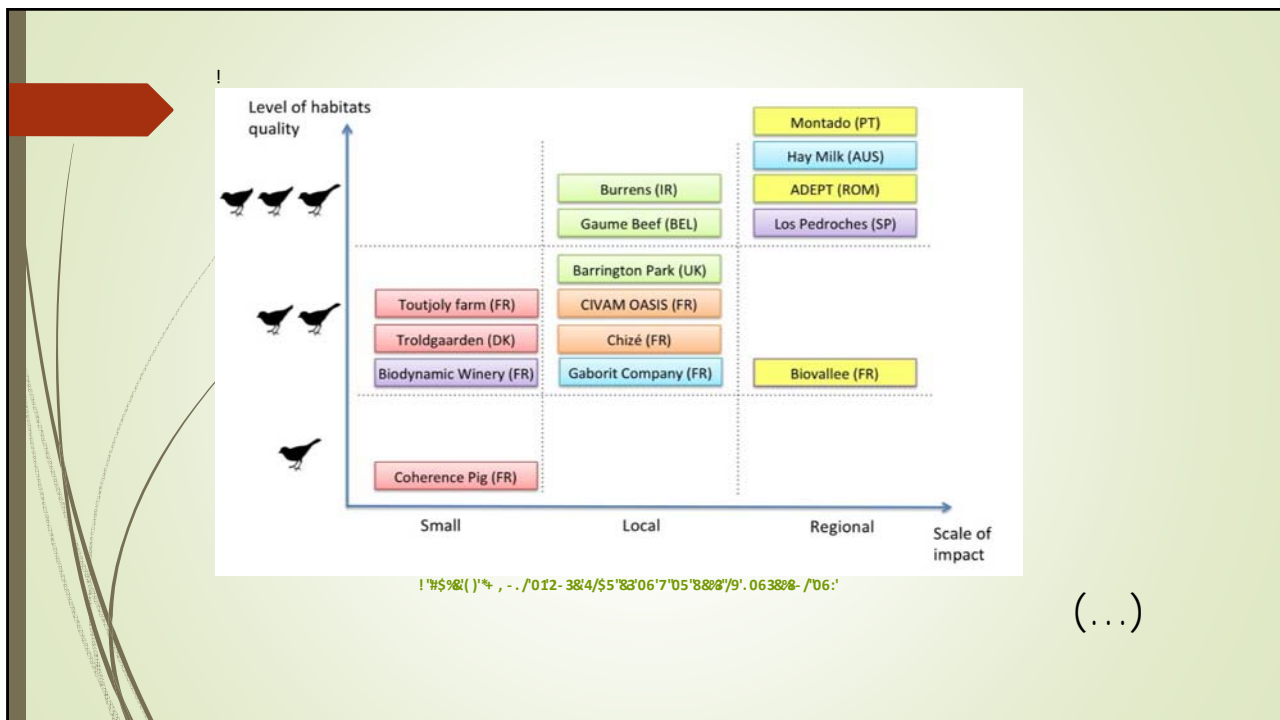 !
Level of habitats
quality
Montado (PT)
Hay Milk (AUS)
Burrens (IR)
ADEPT (ROM)
Gaume Beef (BEL)
Los Pedroches (SP)
Barrington Park (UK)
Toutjoly farm (FR)
CIVAM OASIS (FR)
Troldgaarden (DK)
Chizé (FR)
Biodynamic Winery (FR)
Gaborit Company (FR)
Biovallee (FR)
Coherence Pig (FR)
Small
Local
Regional
Scale of
impact
(...)